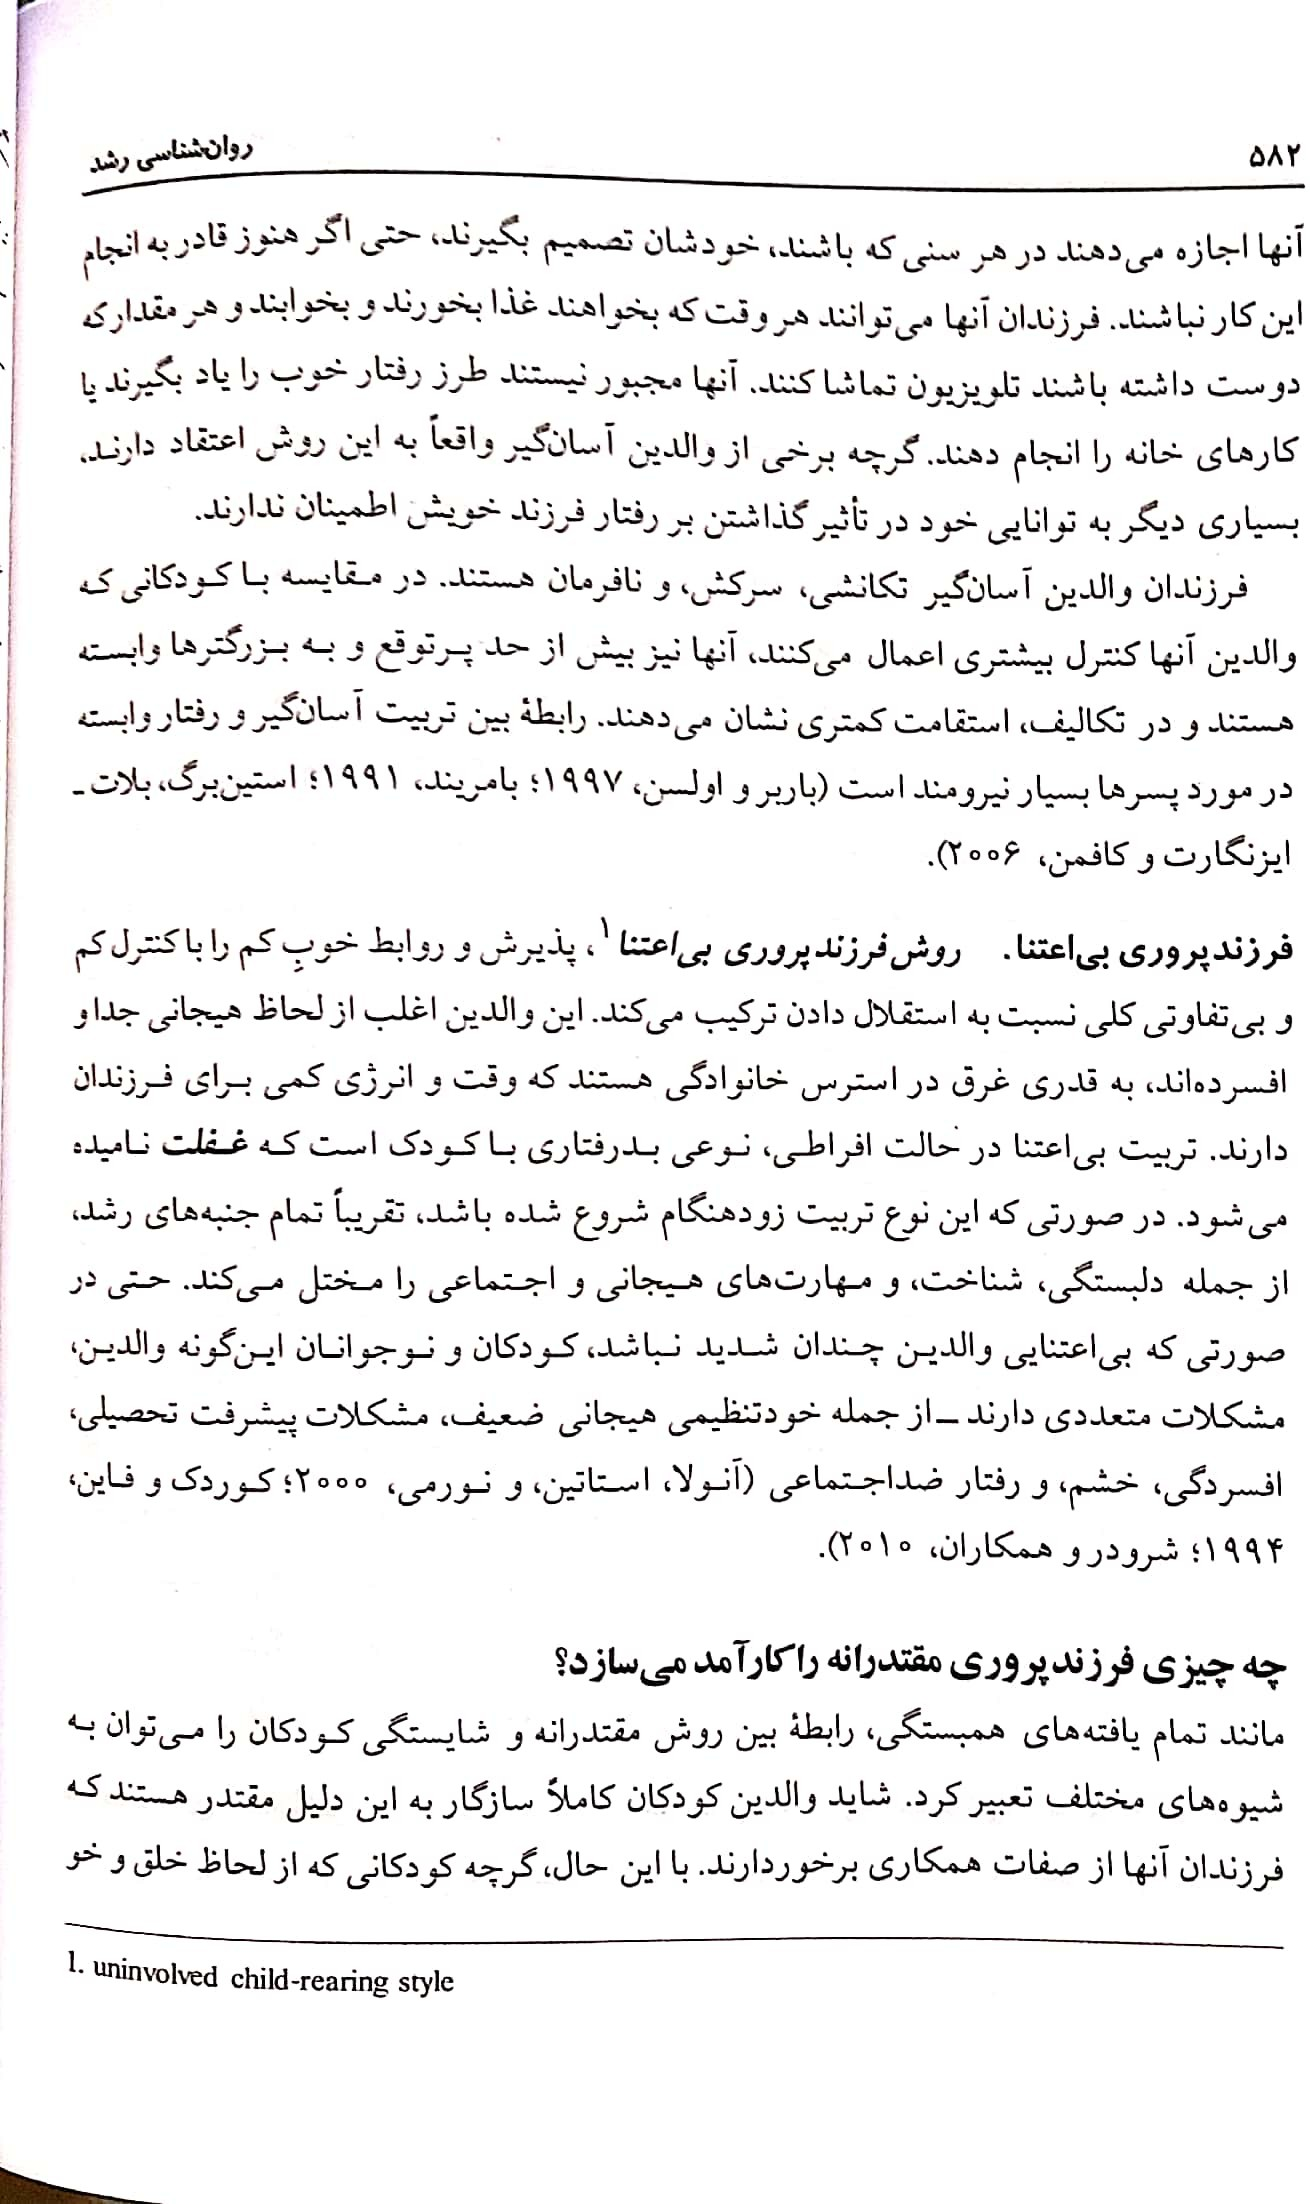 ۵۸۲
روان‌شناسی رشد
آنها اجازه می‌دهند در هر سنی که باشند، خودشان تصمیم بگیرند، حتی اگر هنوز قادر به انجام
این کار نباشند. فرزندان آنها می‌توانند هر وقت که بخواهند غذا بخورند و بخوابند و هر مقدار که
دوست داشته باشند تلویزیون تماشا کنند. آنها مجبور نیستند طرز رفتار خوب را یاد بگیرند یا
کارهای خانه را انجام دهند. گرچه برخی از والدین آسان‌گیر واقعاً به این روش اعتقاد دارند،
بسیاری دیگر به توانایی خود در تأثیر گذاشتن بر رفتار فرزند خویش اطمینان ندارند.
فرزندان والدین آسان‌گیر تکانشی، سرکش، و نافرمان هستند. در مقایسه با کودکانی که
والدین آنها کنترل بیشتری اعمال می‌کنند، آنها نیز بیش از حد پرتوقع و به بزرگترها وابسته
هستند و در تکالیف، استقامت کمتری نشان می‌دهند. رابطهٔ بین تربیت آسان‌گیر و رفتار وابسته
در مورد پسرها بسیار نیرومند است (باربر و اولسن، ۱۹۹۷؛ بامریند، ۱۹۹۱؛ استین‌برگ، بلات ـ
ایزنگارت و کافمن، ۲۰۰۶).
فرزندپروری بی‌اعتنا. روش فرزندپروری بی‌اعتنا۱، پذیرش و روابط خوبِ کم را با کنترل کم
و بی‌تفاوتی کلی نسبت به استقلال دادن ترکیب می‌کند. این والدین اغلب از لحاظ هیجانی جدا و
افسرده‌اند، به قدری غرق در استرس خانوادگی هستند که وقت و انرژی کمی برای فرزندان
دارند. تربیت بی‌اعتنا در حالت افراطی، نوعی بدرفتاری با کودک است که غفلت نامیده
می‌شود. در صورتی که این نوع تربیت زودهنگام شروع شده باشد، تقریباً تمام جنبه‌های رشد،
از جمله دلبستگی، شناخت، و مهارت‌های هیجانی و اجتماعی را مختل می‌کند. حتی در
صورتی که بی‌اعتنایی والدین چندان شدید نباشد، کودکان و نوجوانان این‌گونه والدین،
مشکلات متعددی دارند ـ از جمله خودتنظیمی هیجانی ضعیف، مشکلات پیشرفت تحصیلی،
افسردگی، خشم، و رفتار ضداجتماعی (آنولا، استاتین، و نورمی، ۲۰۰۰؛ کوردک و فاین،
۱۹۹۴؛ شرودر و همکاران، ۲۰۱۰).
چه چیزی فرزندپروری مقتدرانه را کارآمد می‌سازد؟
مانند تمام یافته‌های همبستگی، رابطهٔ بین روش مقتدرانه و شایستگی کودکان را می‌توان به
شیوه‌های مختلف تعبیر کرد. شاید والدین کودکان کاملاً سازگار به این دلیل مقتدر هستند که
فرزندان آنها از صفات همکاری برخوردارند. با این حال، گرچه کودکانی که از لحاظ خلق و خو
1. uninvolved child-rearing style